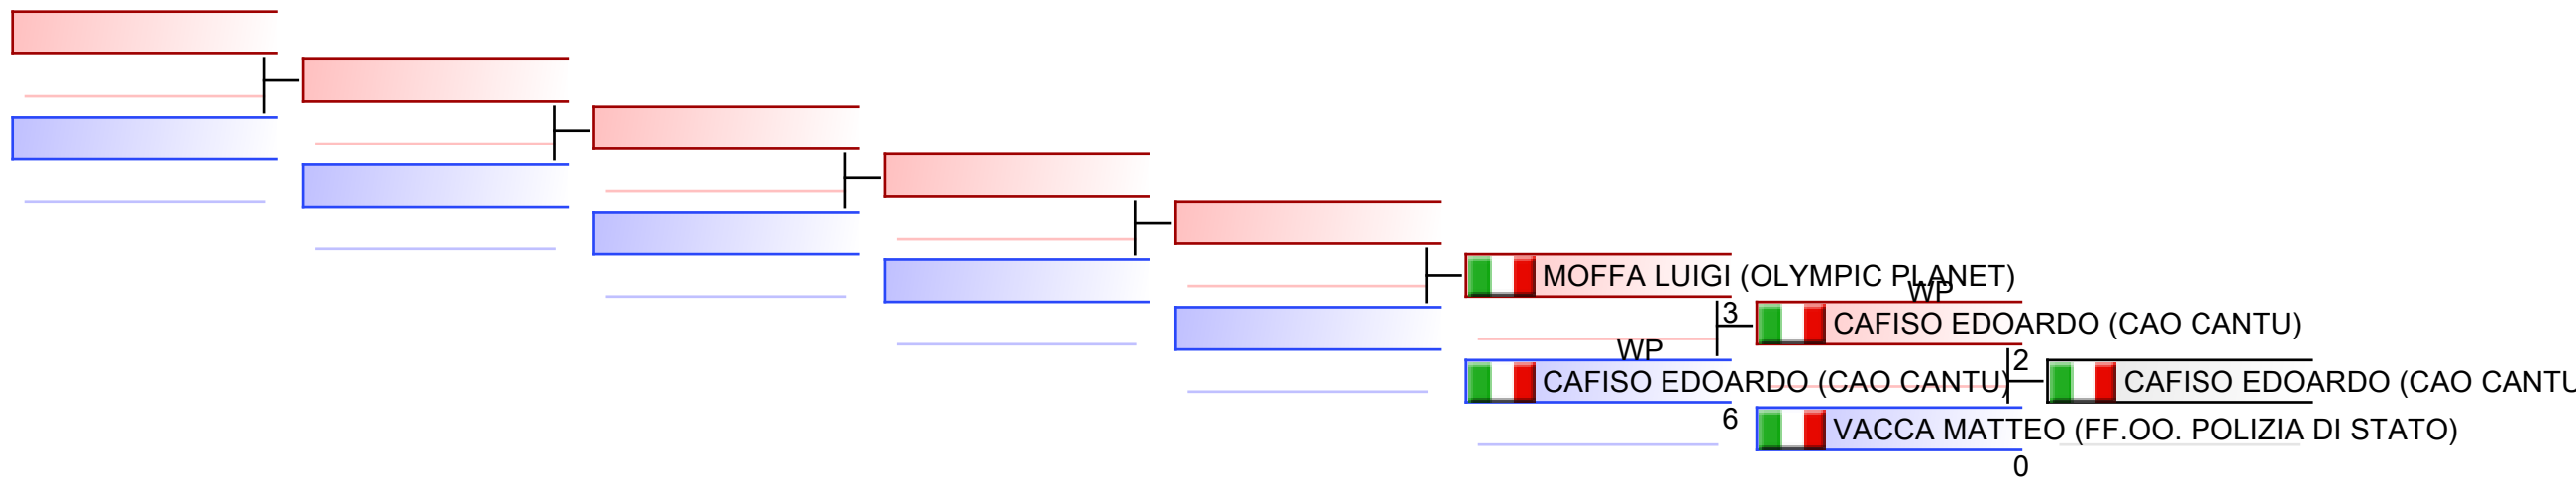 MOFFA LUIGI (OLYMPIC PLANET)
WP
3
CAFISO EDOARDO (CAO CANTU)
WP
2
CAFISO EDOARDO (CAO CANTU)
CAFISO EDOARDO (CAO CANTU
6
VACCA MATTEO (FF.OO. POLIZIA DI STATO)
0